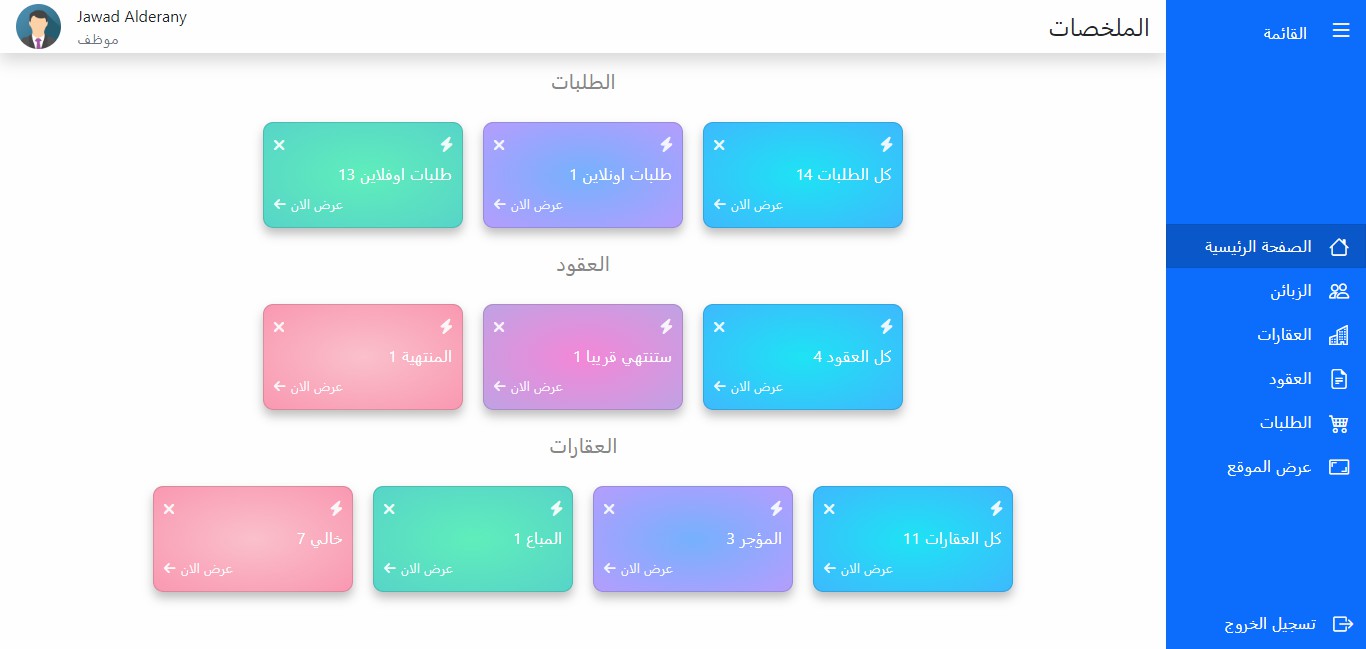 القائمة
الصفحة الرئيسية
الزبائن
العقارات
العقود
الطلبات
عرض الموقع
تسجيل الخروج
الملخصات
Jawad Alderany
موظف
الطلبات
كل الطلبات 14
عرض الان
طلبات اونلاين 1
عرض الان
طلبات اوفلاين 13
عرض الان
العقود
كل العقود 4
عرض الان
ستنتهي قريبا 1
عرض الان
المنتهية 1
عرض الان
العقارات
كل العقارات 11
عرض الان
المؤجر 3
عرض الان
المباع 1
عرض الان
خالي 7
عرض الان